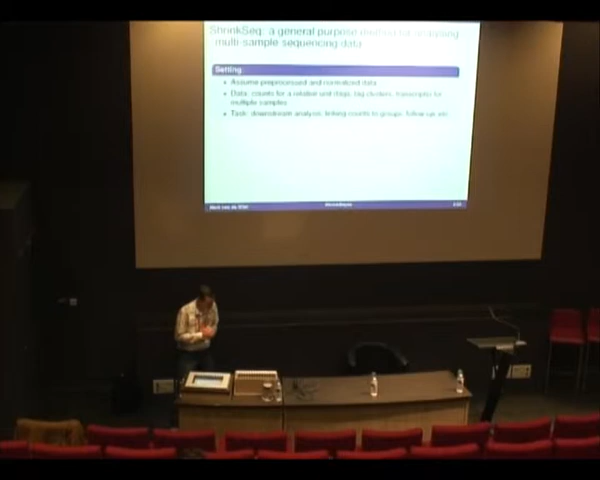 ShrinkSeq: a general purpose method for analysing
multi-sample sequencing data
Setting
Assume preprocessed and normalized data
Data: counts for a relative unit (tags, tag clusters, transcripts) for
multiple samples
Task: downstream analysis, linking counts to groups, follow-up, etc.